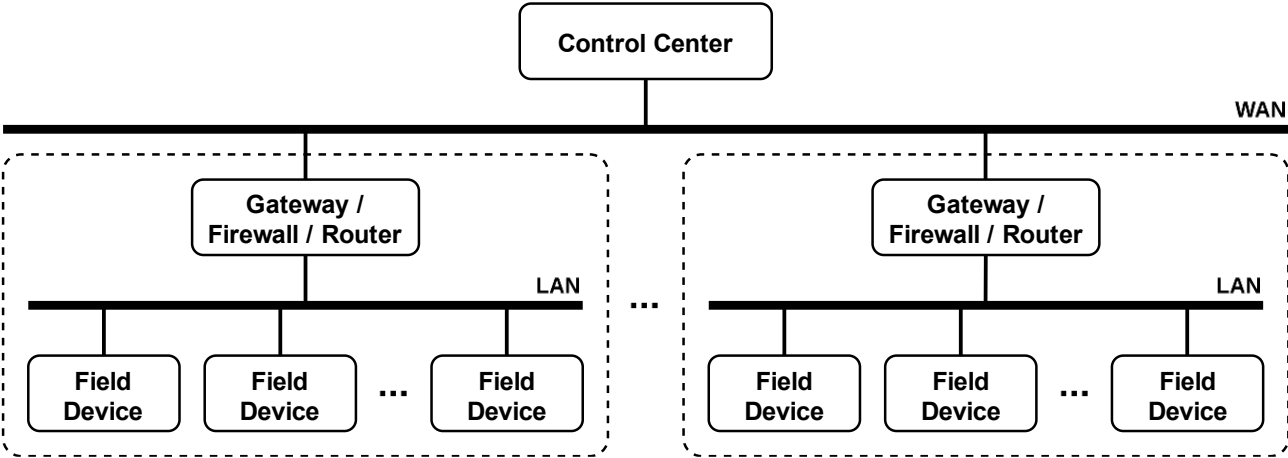 Control Center
WAN
Gateway /
Firewall / Router
Gateway /
Firewall / Router
LAN
...
LAN
Field
Device
Field
Device
...
Field
Device
Field
Device
Field
Device
...
Field
Device